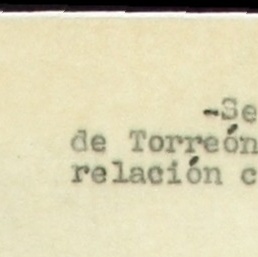 -Se
de Torreón
relación c